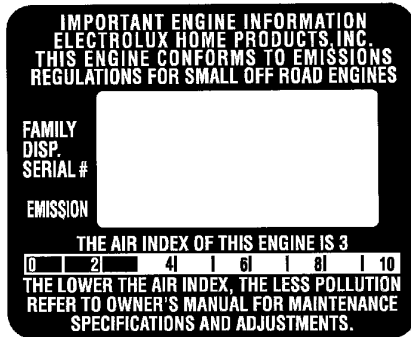 IMPORTANT ENGINE INFORMATION
ELECTROLUX HOME PRODUCTS, INC.
THIS ENGINE CONFORMS TO EMISSIONS
REGULATIONS FOR SMALL OFF ROAD ENGINES
FAMILY
DISP.
SERIAL #
EMISSION
THE AIR INDEX OF THIS ENGINE IS 3
0 2 4 6 8 10
THE LOWER THE AIR INDEX, THE LESS POLLUTION
REFER TO OWNER'S MANUAL FOR MAINTENANCE
SPECIFICATIONS AND ADJUSTMENTS.